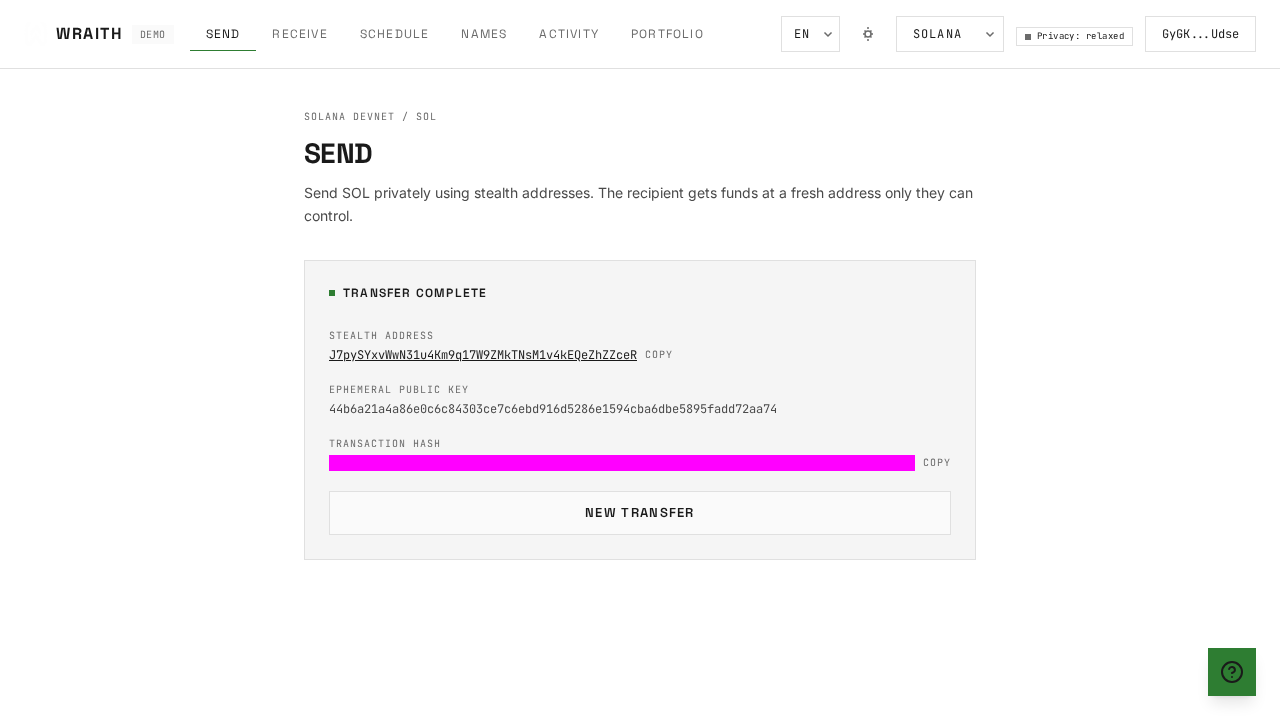 WRAITH DEMO SEND RECEIVE SCHEDULE NAMES ACTIVITY PORTFOLIO EN SOLANA Privacy: relaxed GyGK...Udse
SOLANA DEVNET / SOL
SEND
Send SOL privately using stealth addresses. The recipient gets funds at a fresh address only they can
control.
TRANSFER COMPLETE
STEALTH ADDRESS
J7pySYxvWwN31u4Km9q17W9ZMkTNsM1v4kEQeZhZZceR COPY
EPHEMERAL PUBLIC KEY
44b6a21a4a86e0c6c84303ce7c6ebd916d5286e1594cba6dbe5895fadd72aa74
TRANSACTION HASH
COPY
NEW TRANSFER